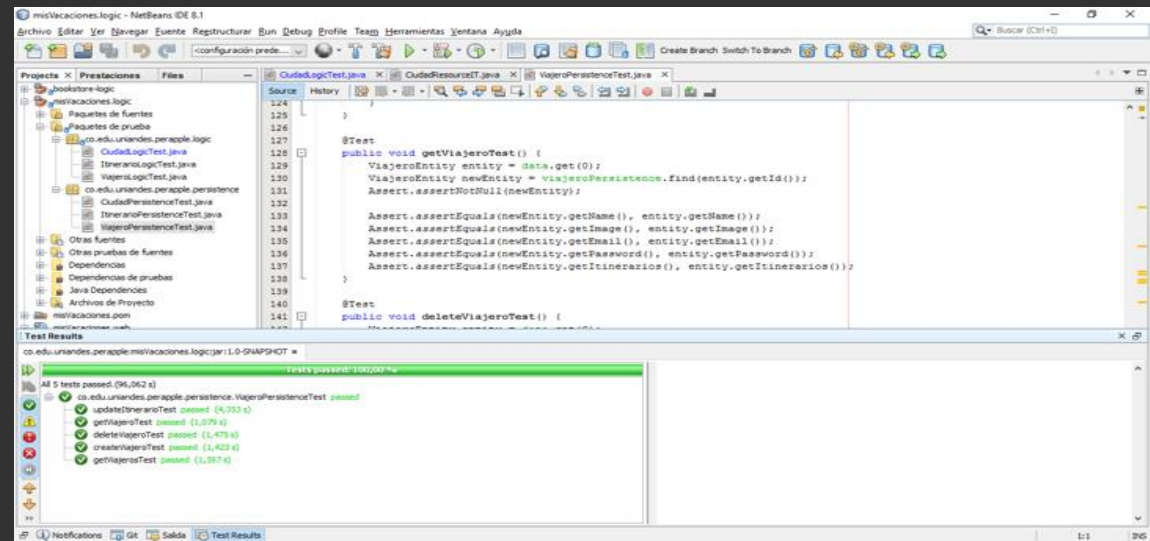 misVacaciones.logic - NetBeans IDE 8.1
Archivo Editar Ver Navegar Fuente Reestructurar Run Debug Profile Team Herramientas Ventana Ayuda
Buscar (Ctrl+I)
<configuración prede...
Create Branch Switch To Branch
Projects Prestaciones Files
CiudadLogicTest.java CiudadResourceIT.java ViajeroPersistenceTest.java
Source History
bookstore-logic
misVacaciones.logic
Paquetes de fuentes
Paquetes de prueba
co.edu.uniandes.perapple.logic
CiudadLogicTest.java
ItinerarioLogicTest.java
ViajeroLogicTest.java
co.edu.uniandes.perapple.persistence
CiudadPersistenceTest.java
ItinerarioPersistenceTest.java
ViajeroPersistenceTest.java
Otras fuentes
Otras pruebas de fuentes
Dependencias
Dependencias de pruebas
Java Dependencies
Archivos de Proyecto
misVacaciones.pom
misVacaciones.web
124 }
125 }
126
127 @Test
128 public void getViajeroTest() {
129 ViajeroEntity entity = data.get(0);
130 ViajeroEntity newEntity = viajeroPersistence.find(entity.getId());
131 Assert.assertNotNull(newEntity);
132
133 Assert.assertEquals(newEntity.getName(), entity.getName());
134 Assert.assertEquals(newEntity.getImage(), entity.getImage());
135 Assert.assertEquals(newEntity.getEmail(), entity.getEmail());
136 Assert.assertEquals(newEntity.getPassword(), entity.getPassword());
137 Assert.assertEquals(newEntity.getItinerarios(), entity.getItinerarios());
138 }
139
140 @Test
141 public void deleteViajeroTest() {
Test Results
co.edu.uniandes.perapple:misVacaciones.logic:jar:1.0-SNAPSHOT
Tests passed: 100,00 %
All 5 tests passed. (96,062 s)
co.edu.uniandes.perapple.persistence.ViajeroPersistenceTest passed
updateItinerarioTest passed (4,353 s)
getViajeroTest passed (1,079 s)
deleteViajeroTest passed (1,475 s)
createViajeroTest passed (1,423 s)
getViajerosTest passed (1,397 s)
Notifications Git Salida Test Results
1:1 INS